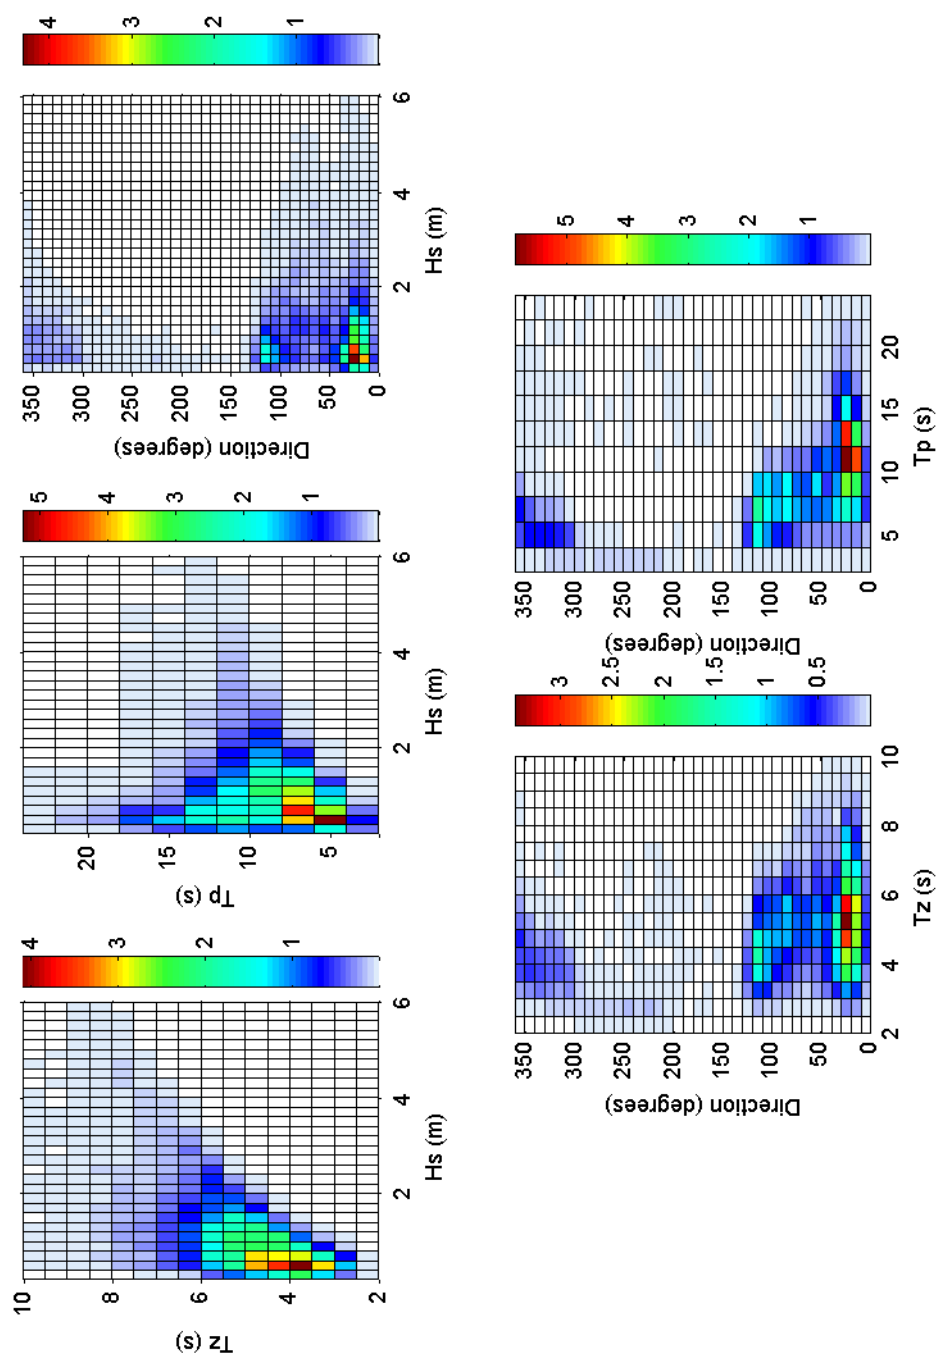 4 3 2 1
350 300 250 200 150 100 50 0
Direction (degrees)
2 4 6
Hs (m)
5 4 3 2 1
20 15 10 5
Tp (s)
2 4 6
Hs (m)
4 3 2 1
10 8 6 4 2
Tz (s)
2 4 6
Hs (m)
5 4 3 2 1
350 300 250 200 150 100 50 0
Direction (degrees)
5 10 15 20
Tp (s)
3 2.5 2 1.5 1 0.5
350 300 250 200 150 100 50 0
Direction (degrees)
2 4 6 8 10
Tz (s)